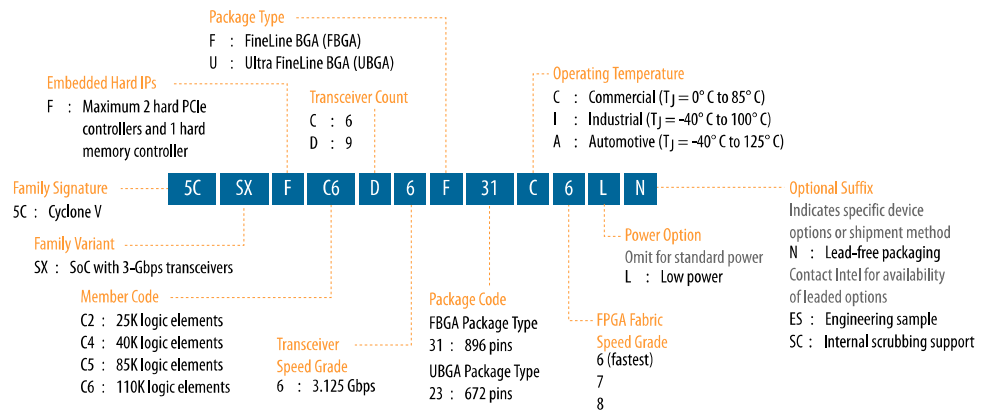 Package Type
F : FineLine BGA (FBGA)
U : Ultra FineLine BGA (UBGA)
Embedded Hard IPs
F : Maximum 2 hard PCIe
controllers and 1 hard
memory controller
Transceiver Count
C : 6
D : 9
Operating Temperature
C : Commercial (TJ = 0° C to 85° C)
I : Industrial (TJ = -40° C to 100° C)
A : Automotive (TJ = -40° C to 125° C)
Family Signature
5C : Cyclone V
5C SX F C6 D 6 F 31 C 6 L N
Optional Suffix
Indicates specific device
options or shipment method
N : Lead-free packaging
Contact Intel for availability
of leaded options
ES : Engineering sample
SC : Internal scrubbing support
Family Variant
SX : SoC with 3-Gbps transceivers
Power Option
Omit for standard power
L : Low power
Member Code
C2 : 25K logic elements
C4 : 40K logic elements
C5 : 85K logic elements
C6 : 110K logic elements
Transceiver
Speed Grade
6 : 3.125 Gbps
Package Code
FBGA Package Type
31 : 896 pins
UBGA Package Type
23 : 672 pins
FPGA Fabric
Speed Grade
6 (fastest)
7
8